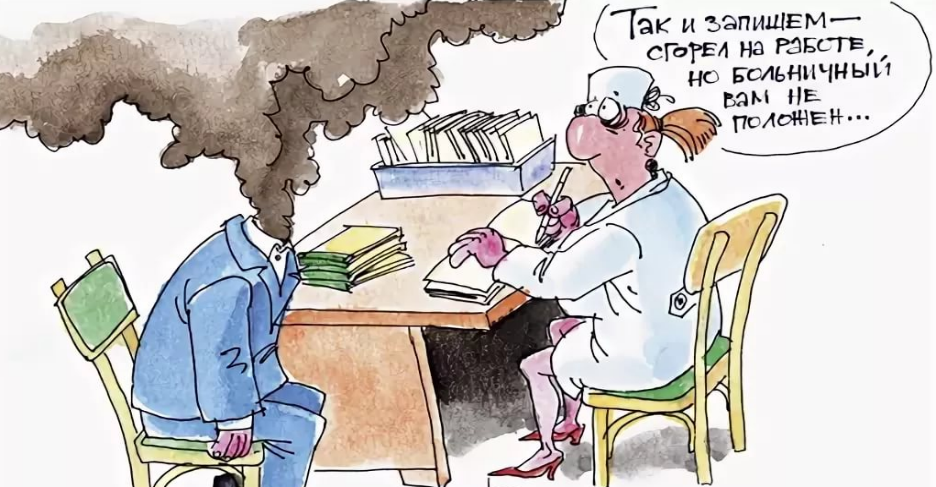 Так и запишем —
сгорел на работе,
но больничный
вам не
положен...